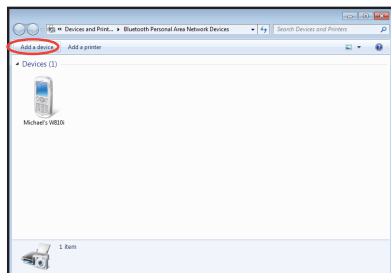 « Devices and Print... ▸ Bluetooth Personal Area Network Devices
Search Devices and Printers
Add a device
Add a printer
Devices (1)
Michael's W810i
1 item